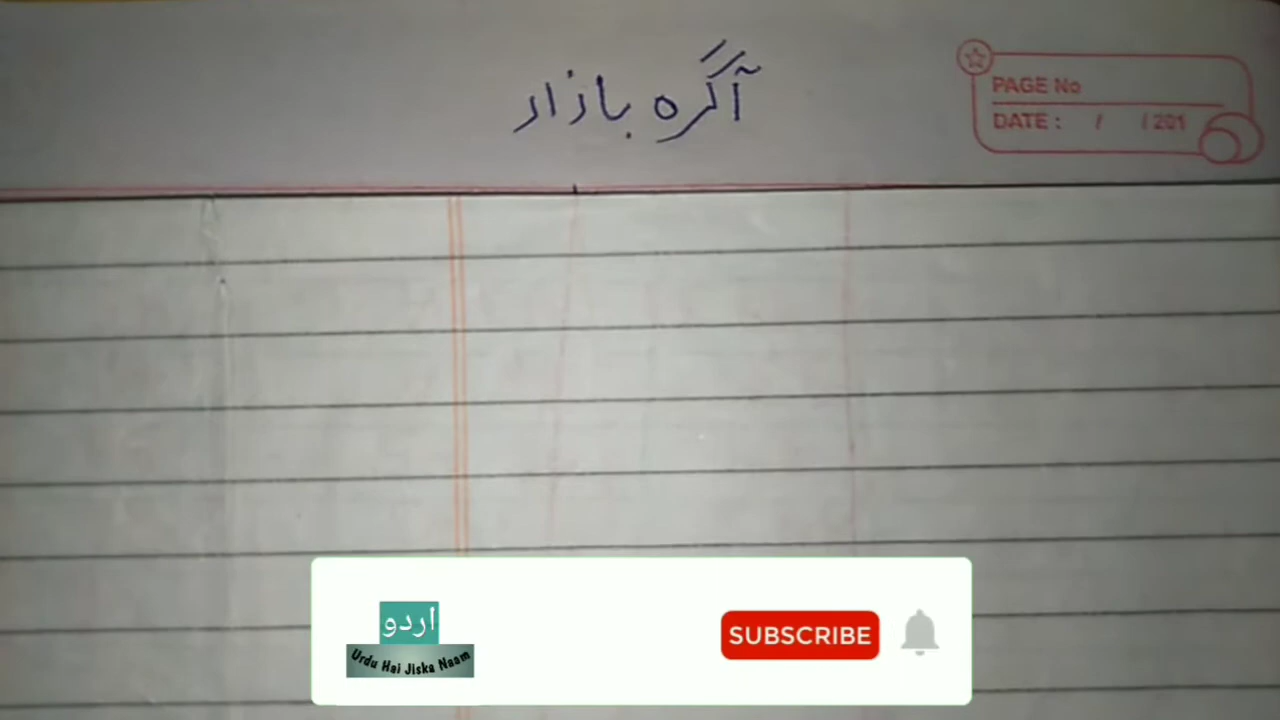 آگرہ بازار
PAGE No
DATE : / / 201
اردو
Urdu Hai Jiska Naam
SUBSCRIBE